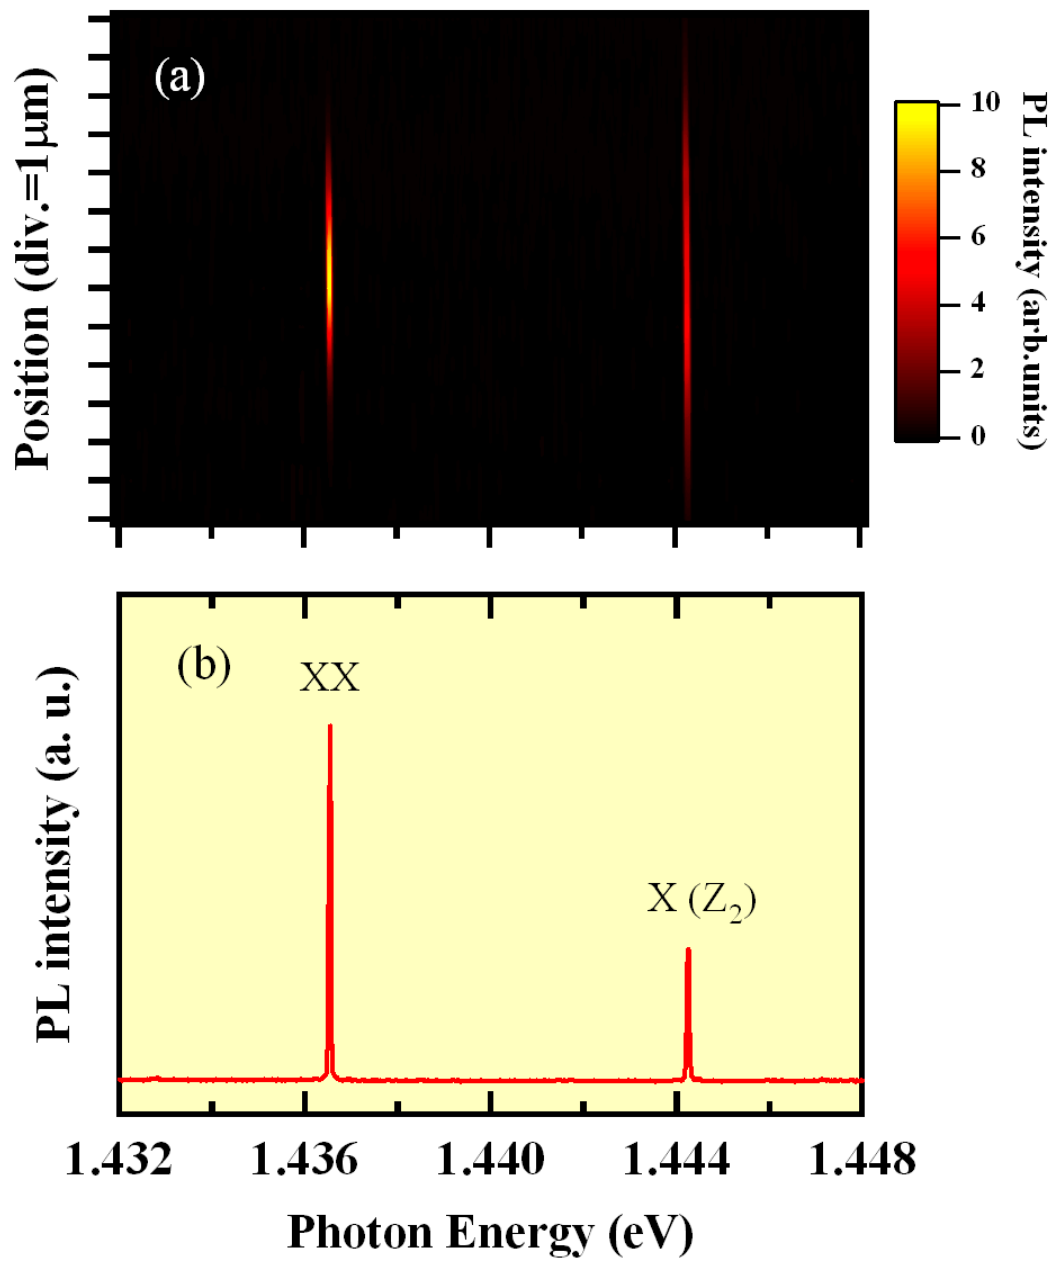 (a)
Position (div.=1μm)
10
8
6
4
2
0
PL intensity (arb.units)
(b)
XX
X (Z2)
PL intensity (a. u.)
1.432 1.436 1.440 1.444 1.448
Photon Energy (eV)